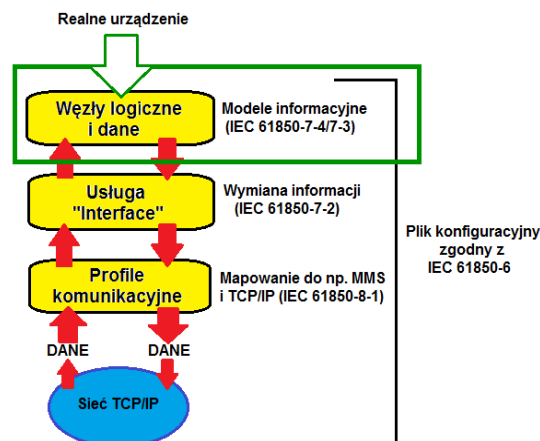 Realne urządzenie
Węzły logiczne
i dane
Modele informacyjne
(IEC 61850-7-4/7-3)
Usługa
"Interface"
Wymiana informacji
(IEC 61850-7-2)
Plik konfiguracyjny
zgodny z
IEC 61850-6
Profile
komunikacyjne
Mapowanie do np. MMS
i TCP/IP (IEC 61850-8-1)
DANE
DANE
Sieć TCP/IP